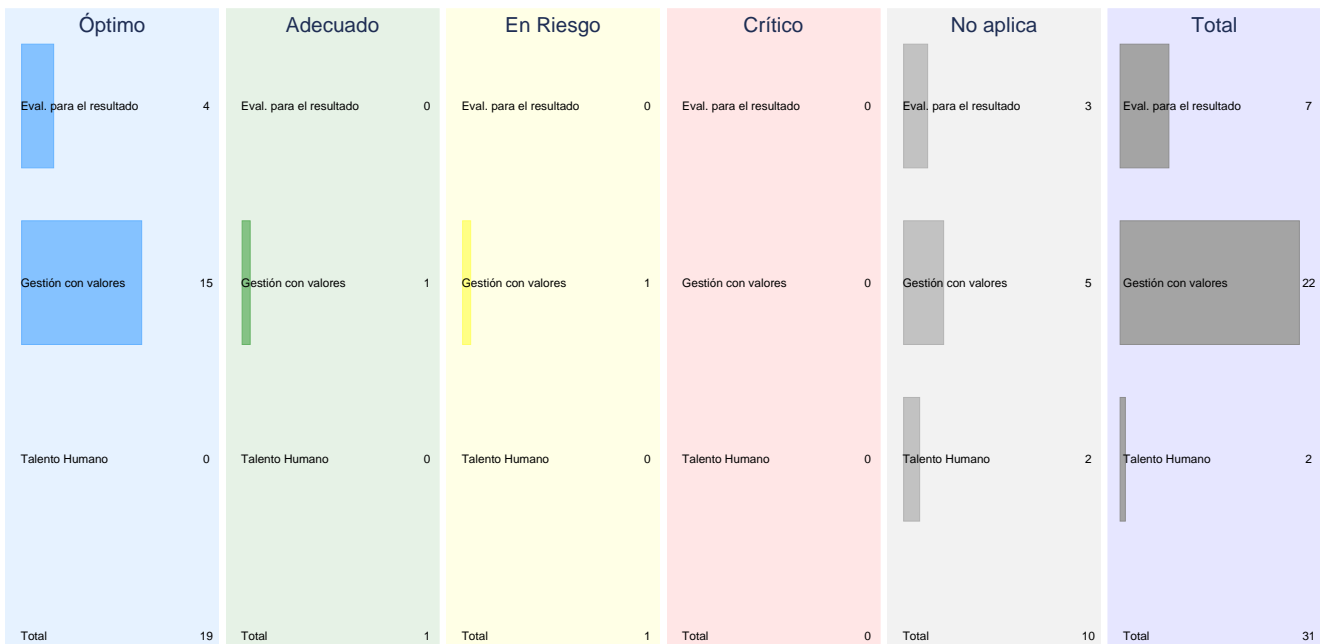 Óptimo Adecuado En Riesgo Crítico No aplica Total
Eval. para el resultado 4 Eval. para el resultado 0 Eval. para el resultado 0 Eval. para el resultado 0 Eval. para el resultado 3 Eval. para el resultado 7
Gestión con valores 15 Gestión con valores 1 Gestión con valores 1 Gestión con valores 0 Gestión con valores 5 Gestión con valores 22
Talento Humano 0 Talento Humano 0 Talento Humano 0 Talento Humano 0 Talento Humano 2 Talento Humano 2
Total 19 Total 1 Total 1 Total 0 Total 10 Total 31